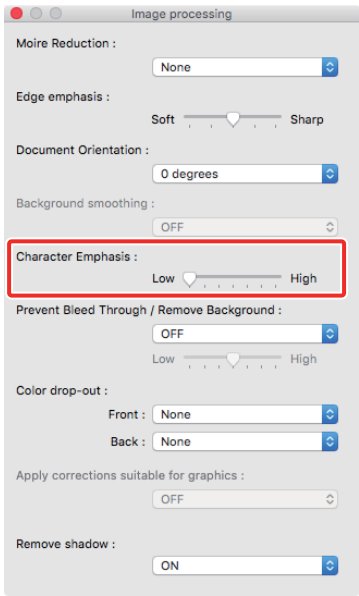 Image processing
Moire Reduction :
None
Edge emphasis :
Soft Sharp
Document Orientation :
0 degrees
Background smoothing :
OFF
Character Emphasis :
Low High
Prevent Bleed Through / Remove Background :
OFF
Low High
Color drop-out :
Front : None
Back : None
Apply corrections suitable for graphics :
OFF
Remove shadow :
ON